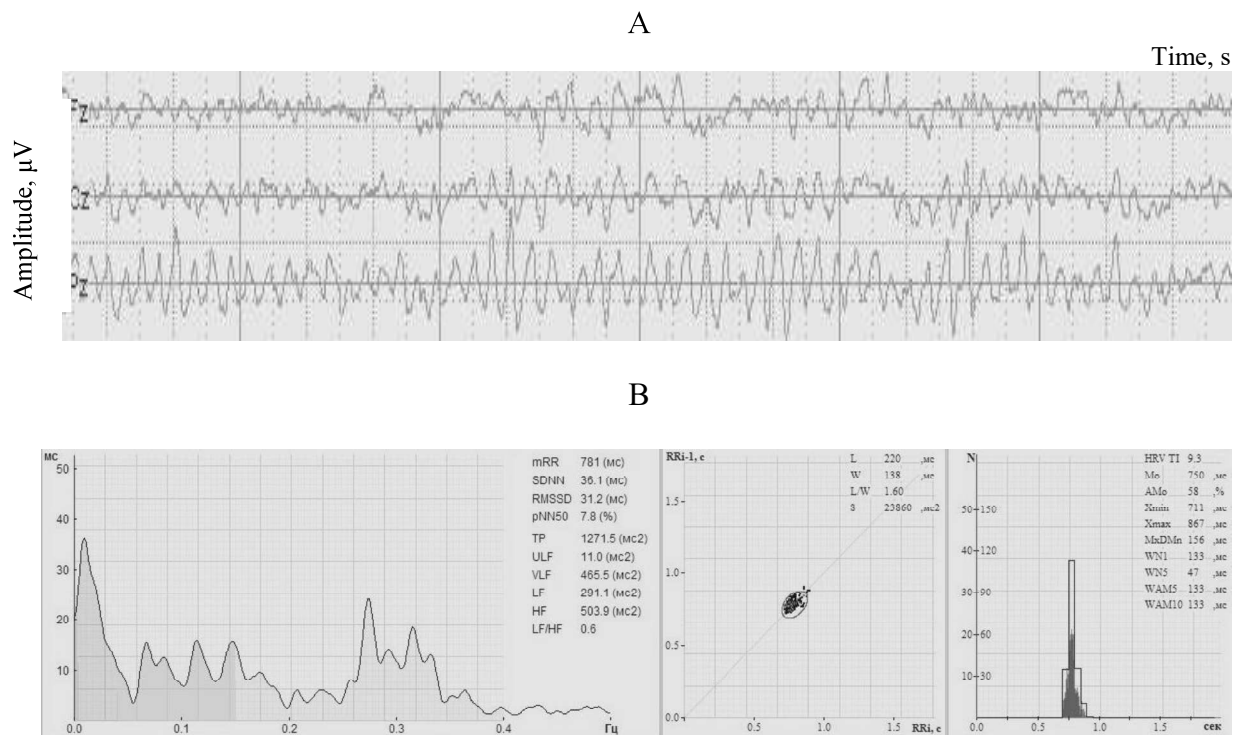 A
Time, s
Amplitude, μV
Fz
Cz
Pz
B
мс
50
40
30
20
10
0.0
0.1
0.2
0.3
0.4
Гц
mRR 781 (мс)
SDNN 36.1 (мс)
RMSSD 31.2 (мс)
pNN50 7.8 (%)
TP 1271.5 (мс2)
ULF 11.0 (мс2)
VLF 465.5 (мс2)
LF 291.1 (мс2)
HF 503.9 (мс2)
LF/HF 0.6
RRi-1, c
L 220 ,мс
W 138 ,мс
L/W 1.60
S 23860 ,мс2
1.5
1.0
0.5
0.0
0.5
1.0
1.5
RRi, c
N
HRV TI 9.3
Mo 750 ,мс
AMo 58 ,%
Xmin 711 ,мс
Xmax 867 ,мс
MxDMn 156 ,мс
WN1 133 ,мс
WN5 47 ,мс
WAM5 133 ,мс
WAM10 133 ,мс
50 150
40 120
30 90
20 60
10 30
0.0
0.5
1.0
1.5
сек